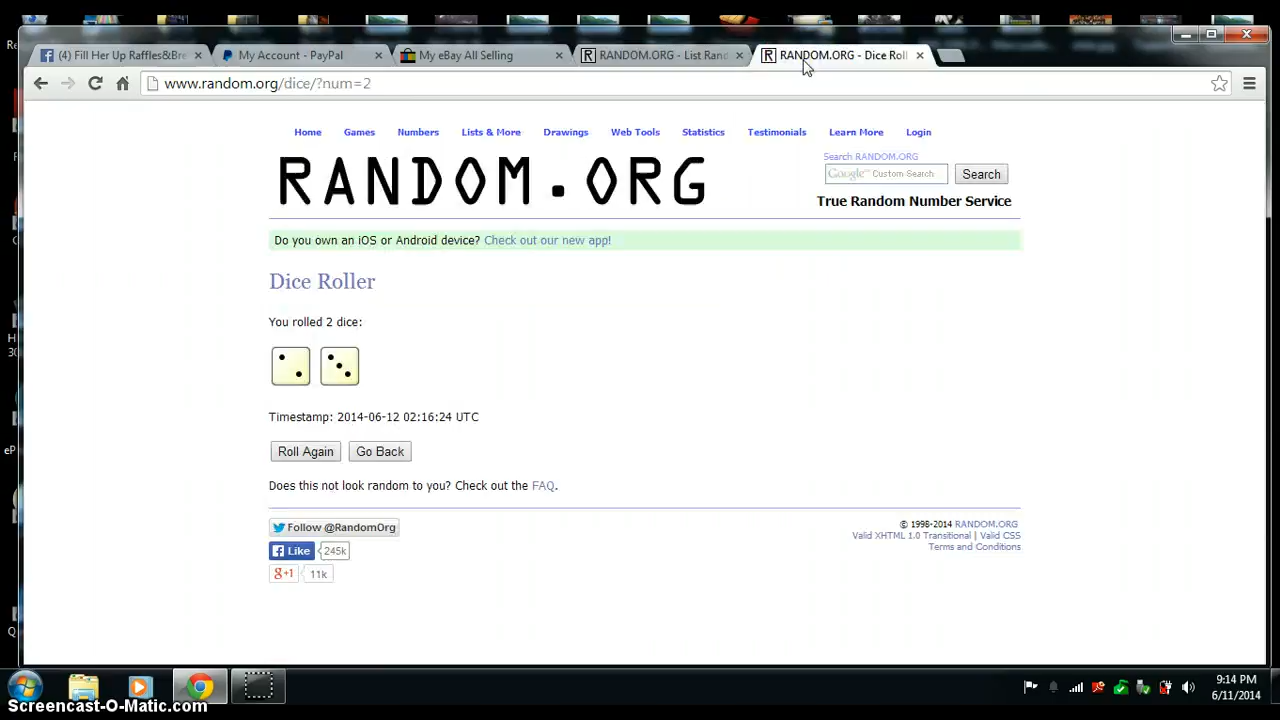 Re
(4) Fill Her Up Raffles&Bre
My Account - PayPal
My eBay All Selling
RANDOM.ORG - List Rand
RANDOM.ORG - Dice Roll
www.random.org/dice/?num=2
Home Games Numbers Lists & More Drawings Web Tools Statistics Testimonials Learn More Login
RANDOM.ORG
Search RANDOM.ORG
Google™ Custom Search
Search
True Random Number Service
Do you own an iOS or Android device? Check out our new app!
Dice Roller
You rolled 2 dice:
H
30
Timestamp: 2014-06-12 02:16:24 UTC
eP
Roll Again Go Back
Does this not look random to you? Check out the FAQ.
Follow @RandomOrg
Like 245k
g+1 11k
© 1998-2014 RANDOM.ORG
Valid XHTML 1.0 Transitional | Valid CSS
Terms and Conditions
Q
9:14 PM
6/11/2014
Screencast-O-Matic.com